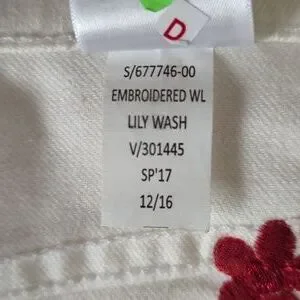 D
S/677746-00
EMBROIDERED WL
LILY WASH
V/301445
SP'17
12/16